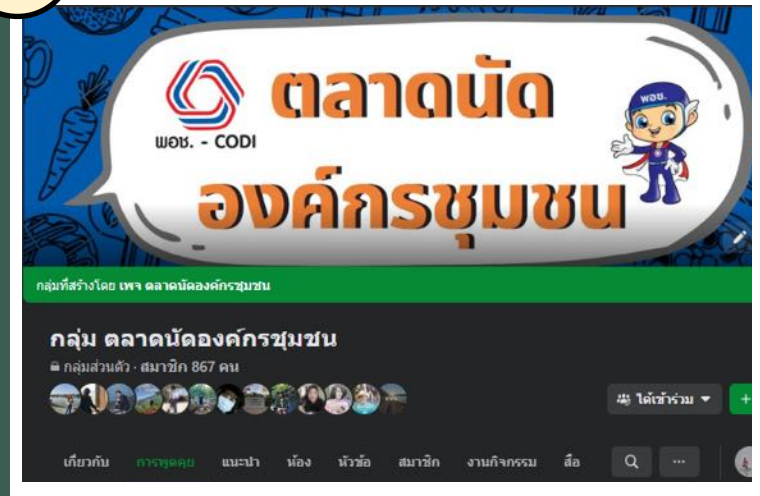 ตลาดนัด
พอช. - CODI
พอช.
องค์กรชุมชน
กลุ่มที่สร้างโดย เพจ ตลาดนัดองค์กรชุมชน
กลุ่ม ตลาดนัดองค์กรชุมชน
กลุ่มส่วนตัว · สมาชิก 867 คน
ได้เข้าร่วม
เกี่ยวกับ การพูดคุย แนะนำ ห้อง หัวข้อ สมาชิก งานกิจกรรม สื่อ